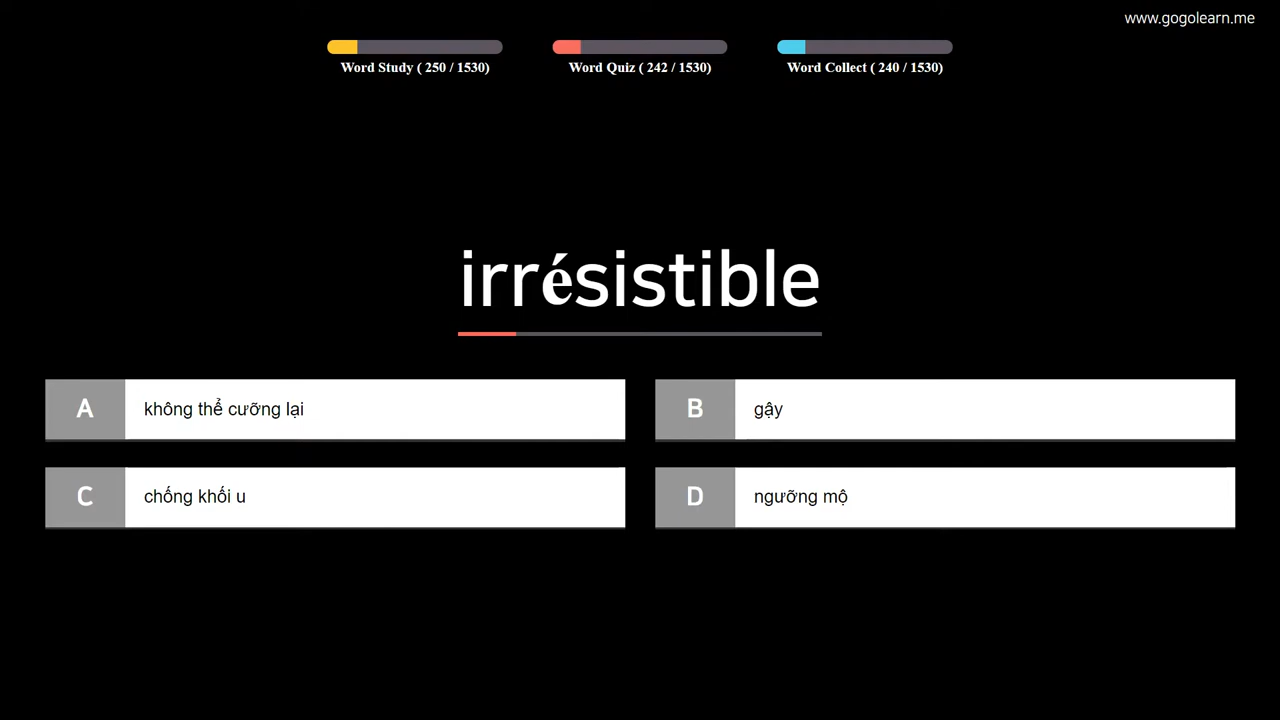 www.gogolearn.me
Word Study ( 250 / 1530)
Word Quiz ( 242 / 1530)
Word Collect ( 240 / 1530)
irrésistible
A không thể cưỡng lại
B gậy
C chống khối u
D ngưỡng mộ